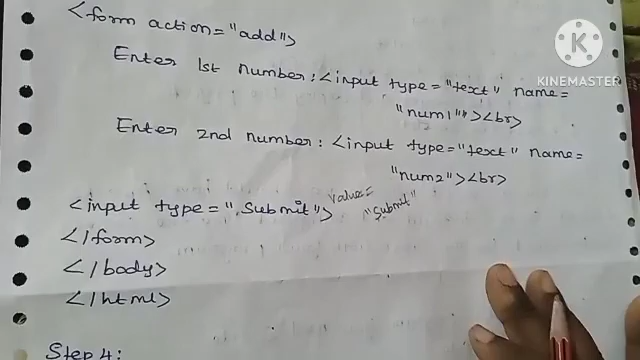 <form action="add">
KINEMASTER
Enter 1st number:<input type="text" name=
"num1"><br>
Enter 2nd number: <input type="text" name=
"num2"><br>
<input type="Submit"> value= "Submit"
</form>
</body>
</html>
Step 4: